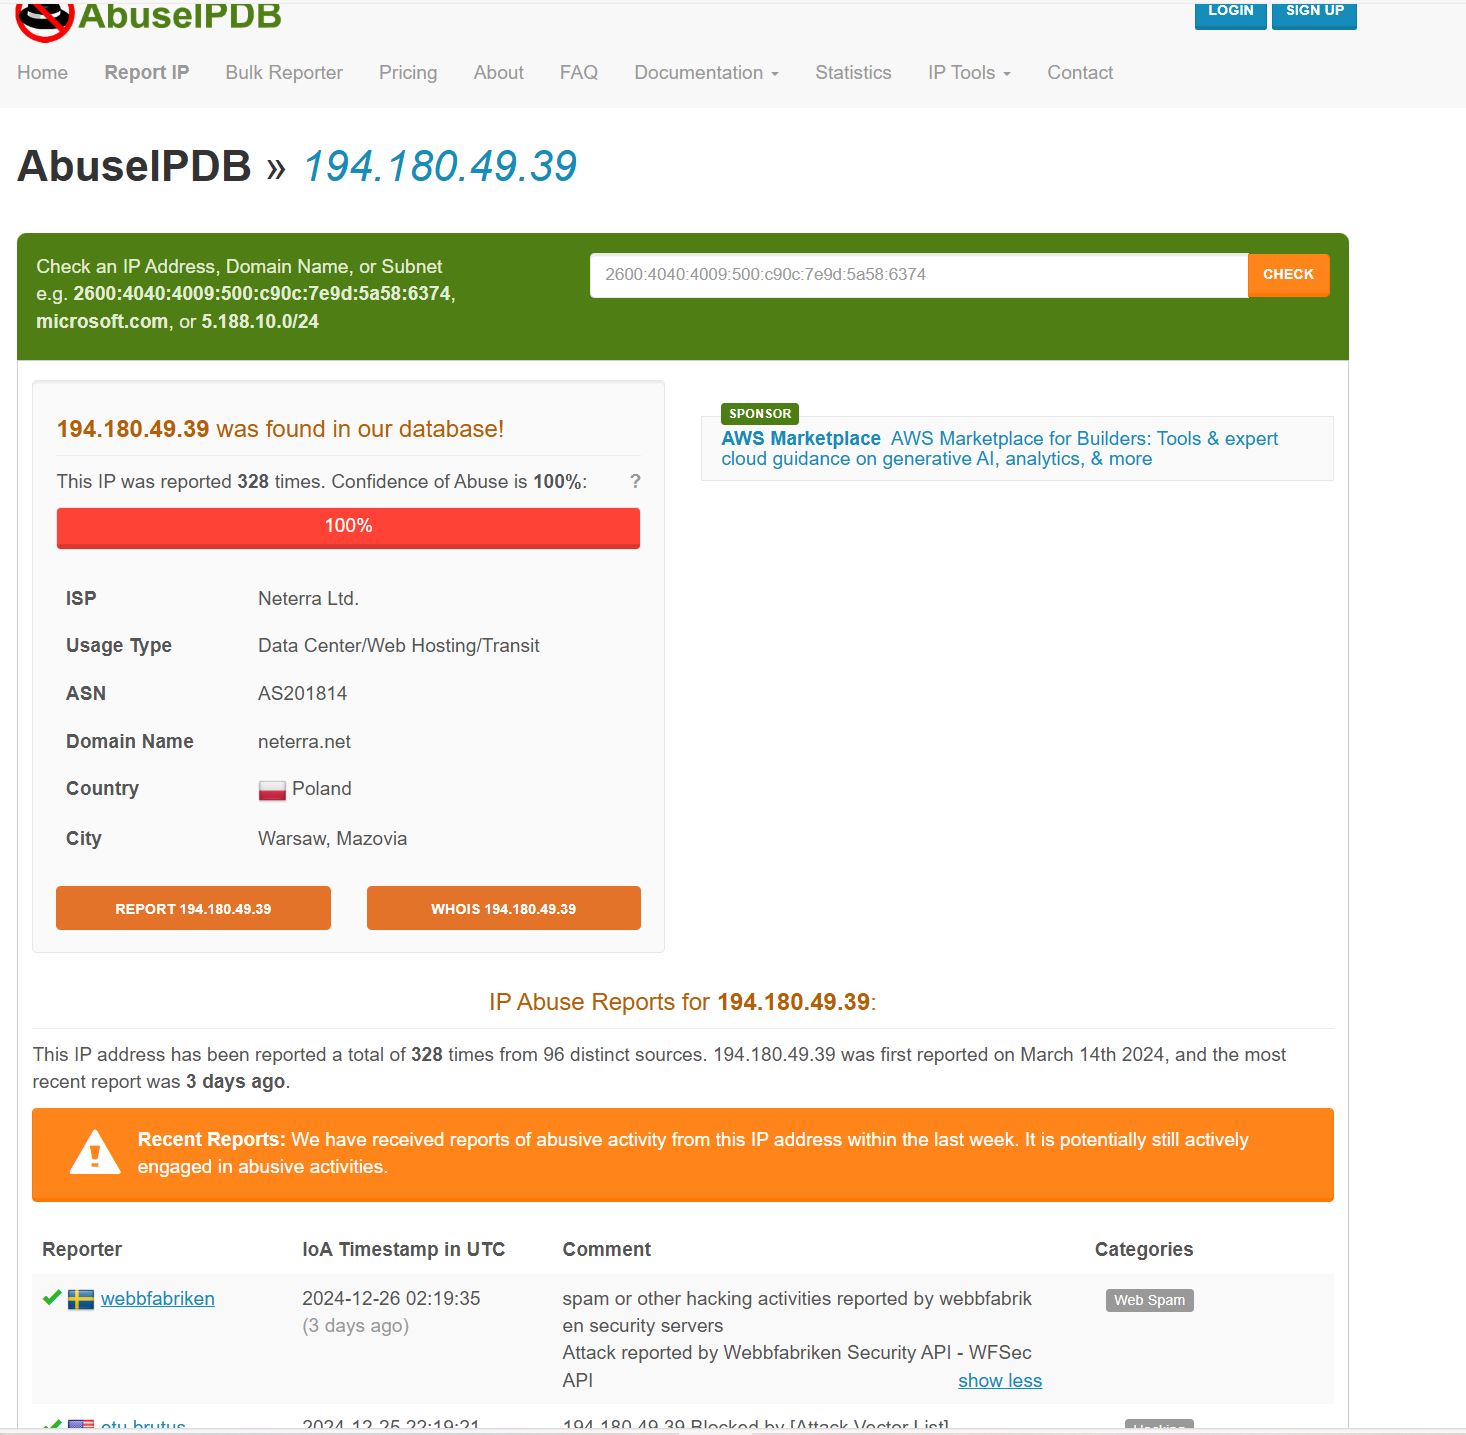 AbuseIPDB
LOGIN SIGN UP
Home Report IP Bulk Reporter Pricing About FAQ Documentation Statistics IP Tools Contact
AbuseIPDB » 194.180.49.39
Check an IP Address, Domain Name, or Subnet
e.g. 2600:4040:4009:500:c90c:7e9d:5a58:6374,
microsoft.com, or 5.188.10.0/24
2600:4040:4009:500:c90c:7e9d:5a58:6374
CHECK
194.180.49.39 was found in our database!
This IP was reported 328 times. Confidence of Abuse is 100%: ?
100%
ISP Neterra Ltd.
Usage Type Data Center/Web Hosting/Transit
ASN AS201814
Domain Name neterra.net
Country Poland
City Warsaw, Mazovia
REPORT 194.180.49.39 WHOIS 194.180.49.39
SPONSOR
AWS Marketplace AWS Marketplace for Builders: Tools & expert
cloud guidance on generative AI, analytics, & more
IP Abuse Reports for 194.180.49.39:
This IP address has been reported a total of 328 times from 96 distinct sources. 194.180.49.39 was first reported on March 14th 2024, and the most
recent report was 3 days ago.
Recent Reports: We have received reports of abusive activity from this IP address within the last week. It is potentially still actively
engaged in abusive activities.
Reporter IoA Timestamp in UTC Comment Categories
webbfabriken 2024-12-26 02:19:35 spam or other hacking activities reported by webbfabrik Web Spam
(3 days ago) en security servers
Attack reported by Webbfabriken Security API - WFSec
API show less
etu brutus 2024-12-25 22:19:21 194.180.49.39 Blocked by [Attack Vector List] Hacking